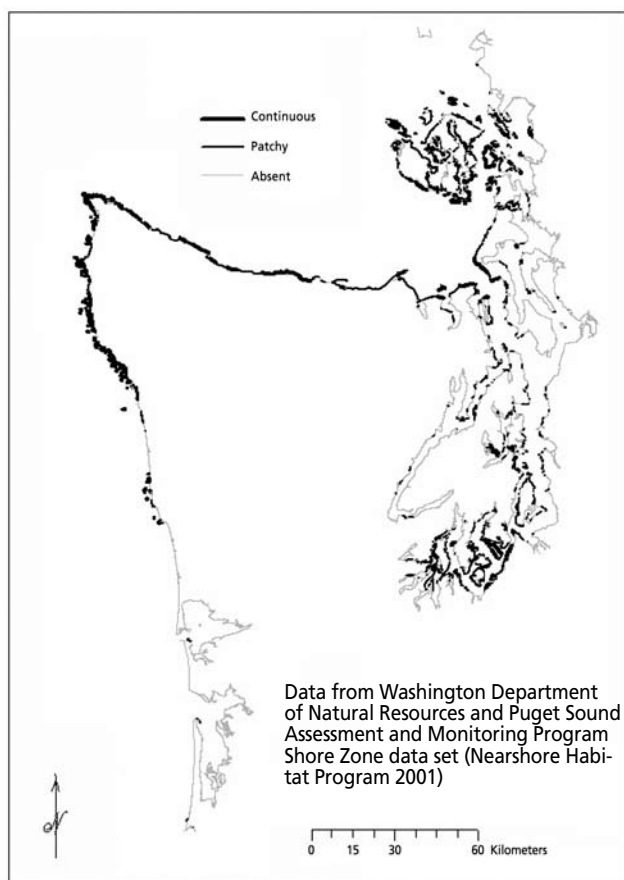 Continuous
Patchy
Absent
Data from Washington Department
of Natural Resources and Puget Sound
Assessment and Monitoring Program
Shore Zone data set (Nearshore Habi-
tat Program 2001)
N
0 15 30 60 Kilometers